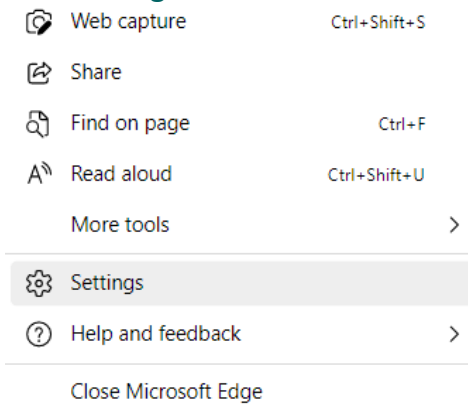 Web capture Ctrl+Shift+S
Share
Find on page Ctrl+F
Read aloud Ctrl+Shift+U
More tools
Settings
Help and feedback
Close Microsoft Edge